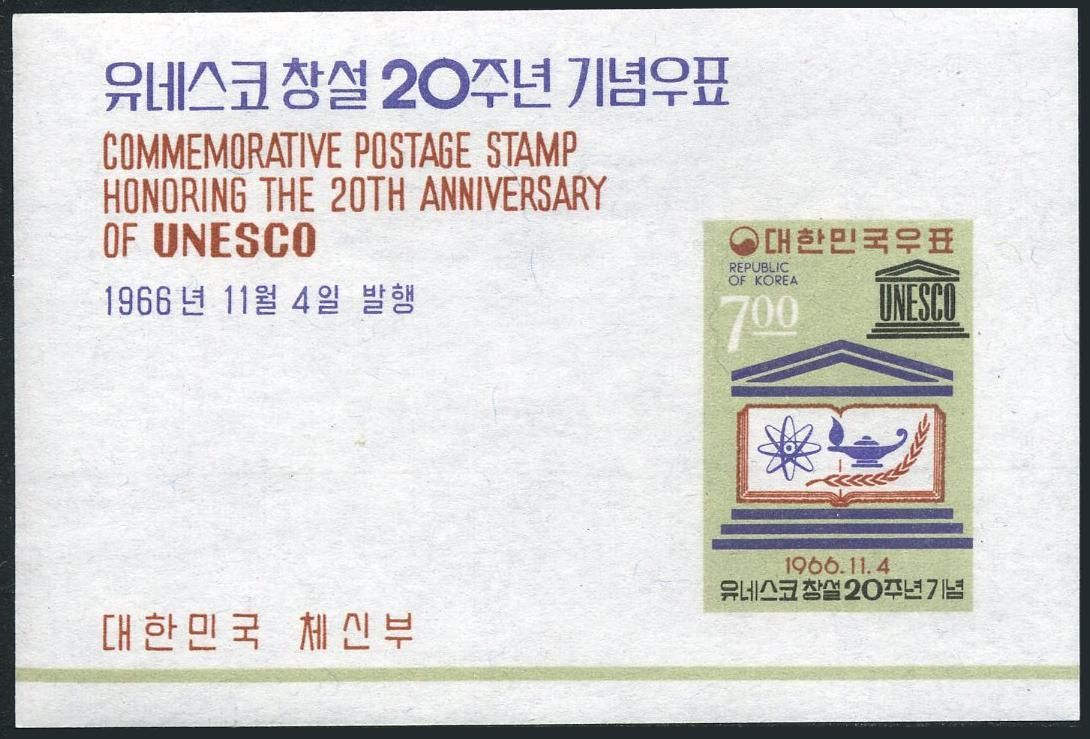 유네스코 창설 20주년 기념우표
COMMEMORATIVE POSTAGE STAMP
HONORING THE 20TH ANNIVERSARY
OF UNESCO
1966년 11월 4일 발행
대한민국우표
REPUBLIC
OF KOREA
UNESCO
700
1966.11.4
유네스코 창설 20주년 기념
대한민국 체신부